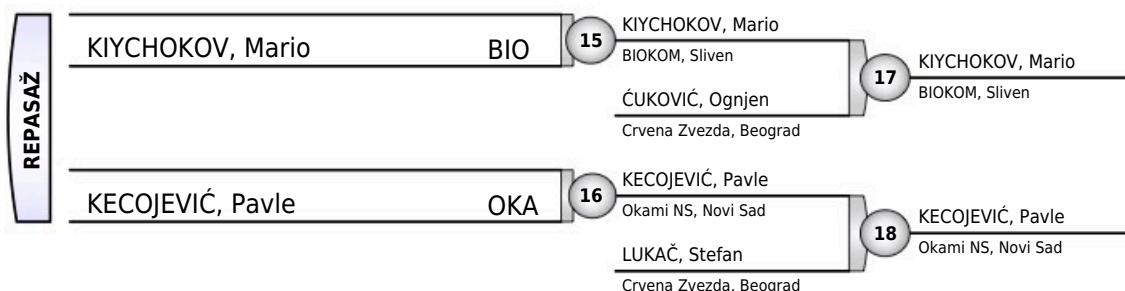 REPASAŽ
KIYCHOKOV, Mario BIO
15
KIYCHOKOV, Mario
BIOKOM, Sliven
ĆUKOVIĆ, Ognjen
Crvena Zvezda, Beograd
17
KIYCHOKOV, Mario
BIOKOM, Sliven
KECOJEVIĆ, Pavle OKA
16
KECOJEVIĆ, Pavle
Okami NS, Novi Sad
LUKAČ, Stefan
Crvena Zvezda, Beograd
18
KECOJEVIĆ, Pavle
Okami NS, Novi Sad